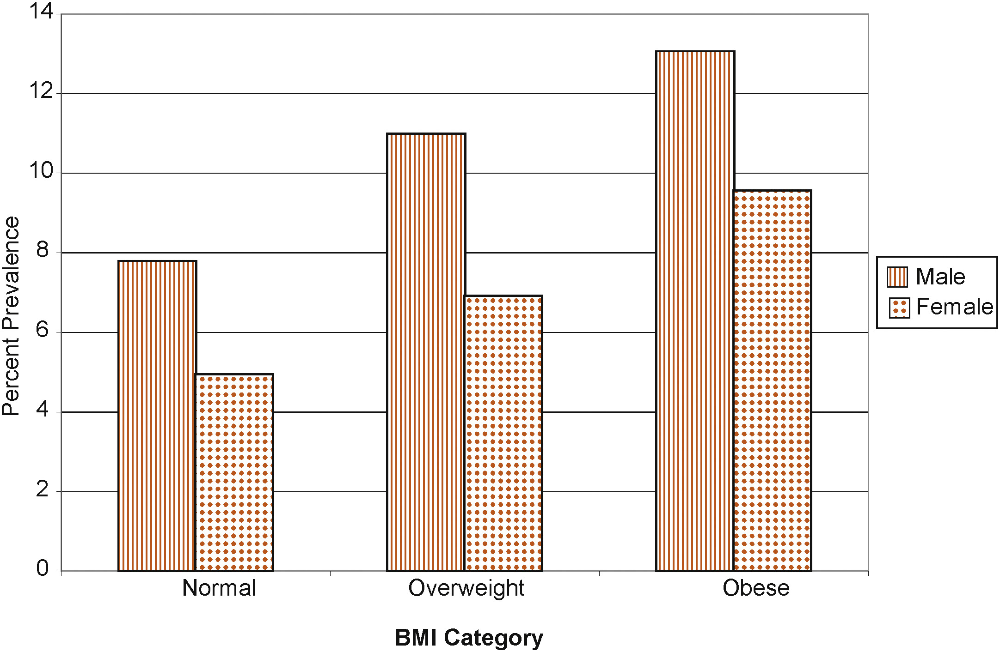 14
12
10
8
6
4
2
0
Percent Prevalence
Normal
Overweight
Obese
BMI Category
Male
Female